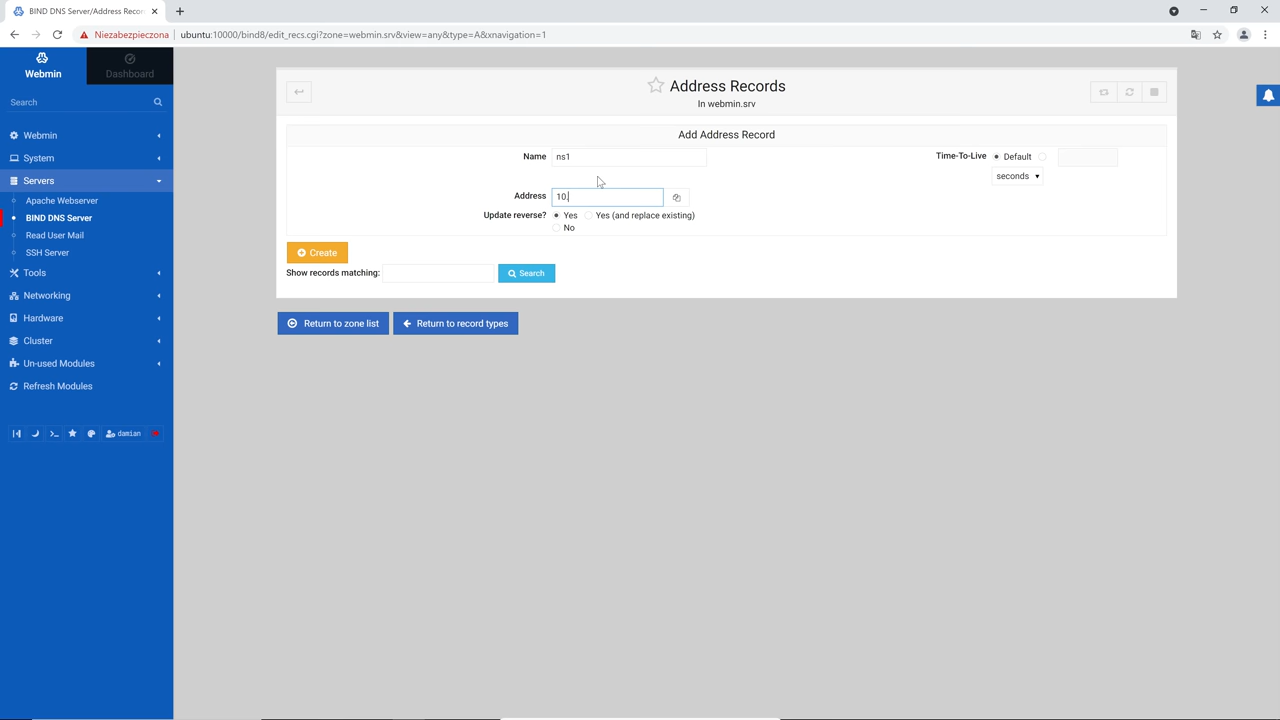 BIND DNS Server/Address Recor
Niezabezpieczona
ubuntu:10000/bind8/edit_recs.cgi?zone=webmin.srv&view=any&type=A&xnavigation=1
Webmin
Dashboard
Search
Webmin
System
Servers
Apache Webserver
BIND DNS Server
Read User Mail
SSH Server
Tools
Networking
Hardware
Cluster
Un-used Modules
Refresh Modules
damian
Address Records
In webmin.srv
Add Address Record
Name ns1
Time-To-Live Default
seconds
Address 10.
Update reverse? Yes Yes (and replace existing)
No
Create
Show records matching: Search
Return to zone list Return to record types